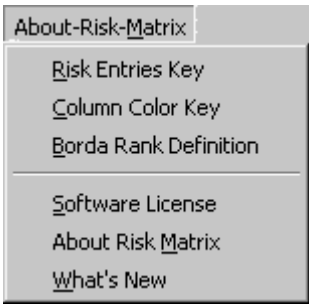 About-Risk-Matrix
Risk Entries Key
Column Color Key
Borda Rank Definition
Software License
About Risk Matrix
What's New